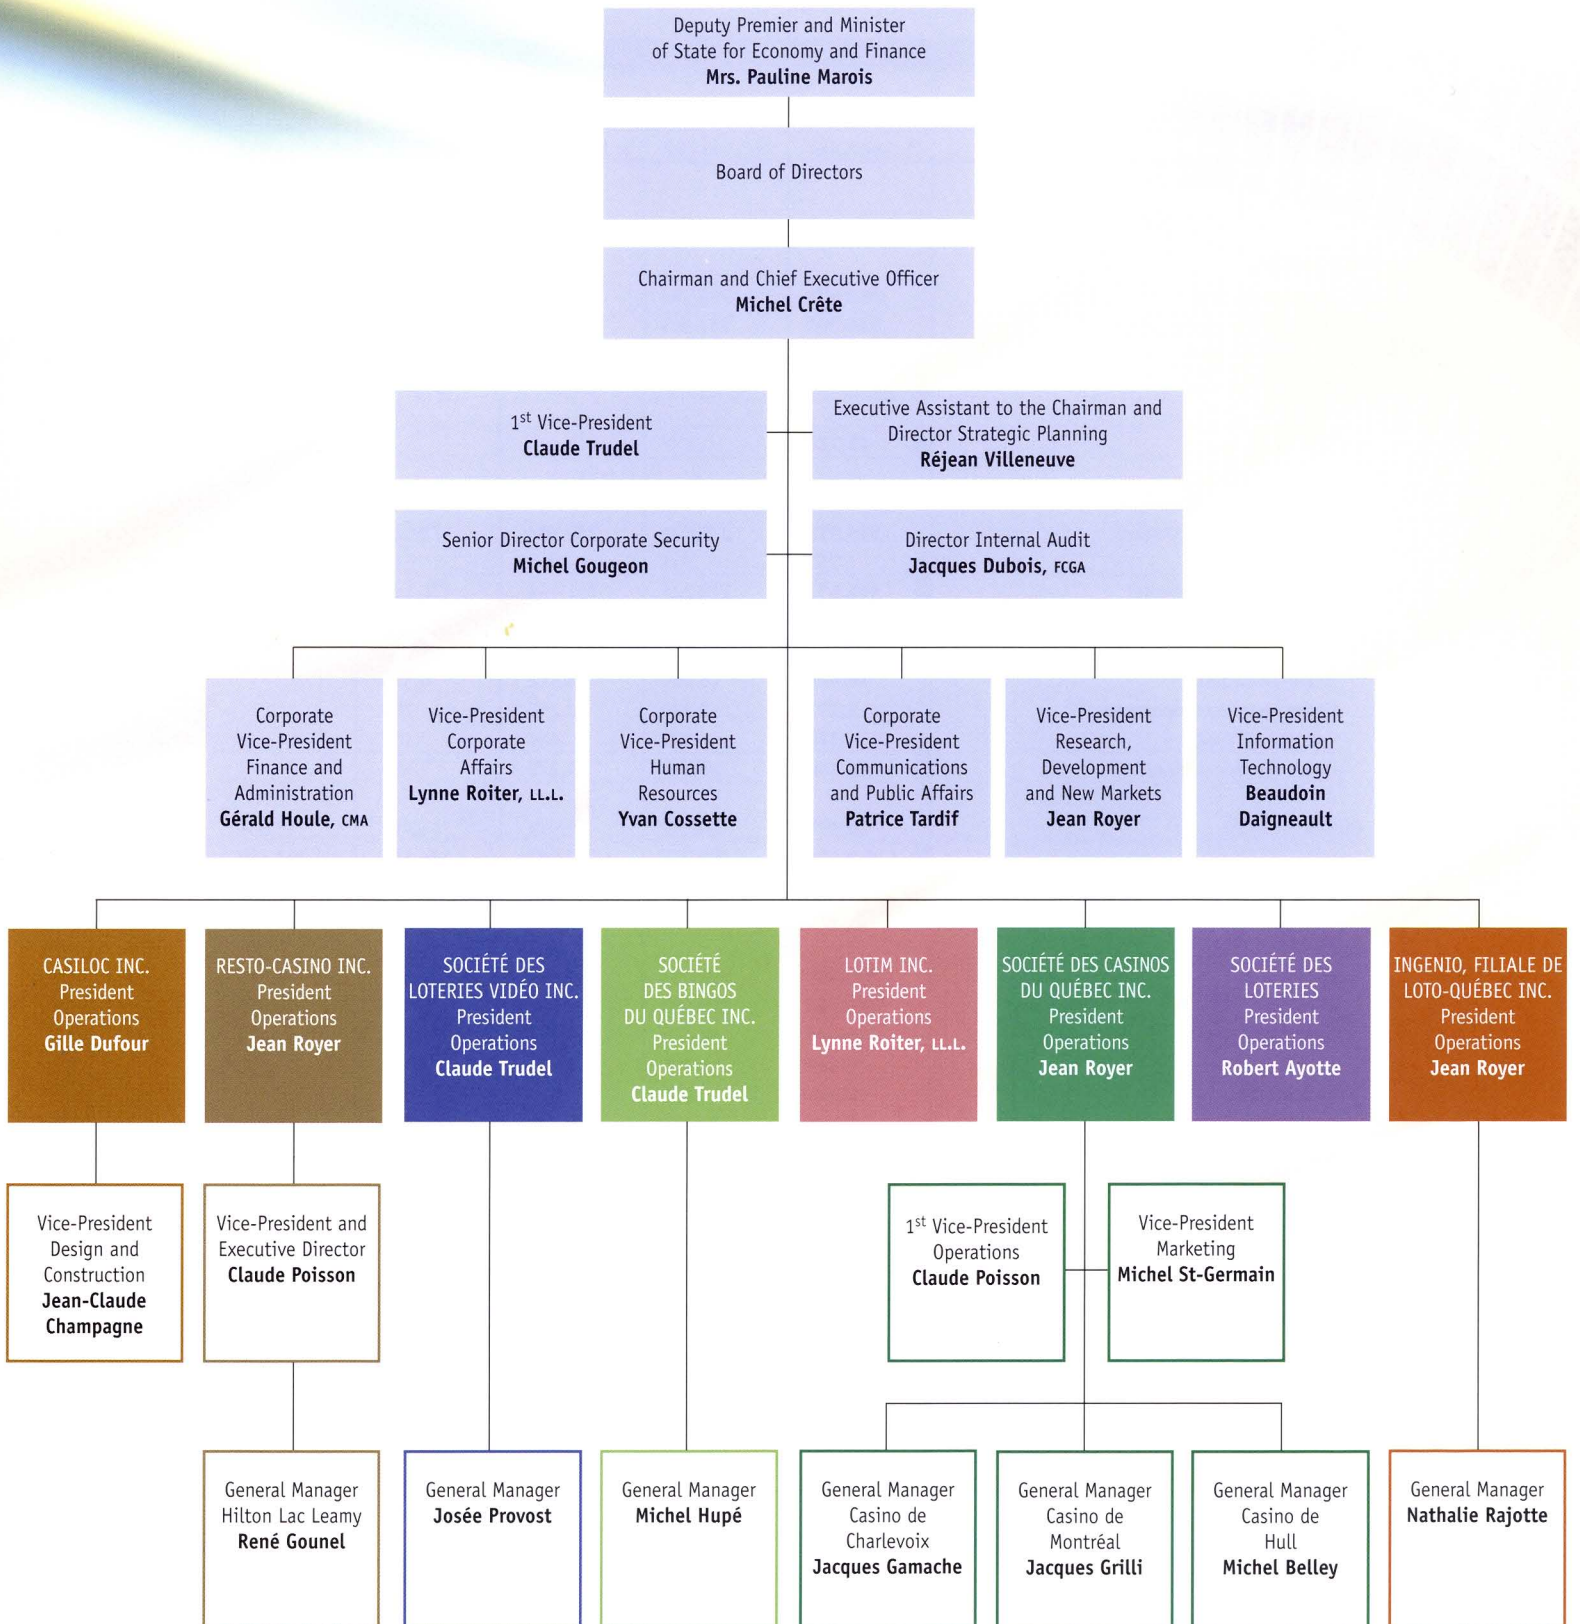 Deputy Premier and Minister
of State for Economy and Finance
Mrs. Pauline Marois
Board of Directors
Chairman and Chief Executive Officer
Michel Crête
1st Vice-President
Claude Trudel
Executive Assistant to the Chairman and
Director Strategic Planning
Réjean Villeneuve
Senior Director Corporate Security
Michel Gougeon
Director Internal Audit
Jacques Dubois, FCGA
Corporate
Vice-President
Finance and
Administration
Gérald Houle, CMA
Vice-President
Corporate
Affairs
Lynne Roiter, LL.L.
Corporate
Vice-President
Human
Resources
Yvan Cossette
Corporate
Vice-President
Communications
and Public Affairs
Patrice Tardif
Vice-President
Research,
Development
and New Markets
Jean Royer
Vice-President
Information
Technology
Beaudoin
Daigneault
CASILOC INC.
President
Operations
Gille Dufour
RESTO-CASINO INC.
President
Operations
Jean Royer
SOCIÉTÉ DES
LOTERIES VIDÉO INC.
President
Operations
Claude Trudel
SOCIÉTÉ
DES BINGOS
DU QUÉBEC INC.
President
Operations
Claude Trudel
LOTIM INC.
President
Operations
Lynne Roiter, LL.L.
SOCIÉTÉ DES CASINOS
DU QUÉBEC INC.
President
Operations
Jean Royer
SOCIÉTÉ DES
LOTERIES
President
Operations
Robert Ayotte
INGENIO, FILIALE DE
LOTO-QUÉBEC INC.
President
Operations
Jean Royer
Vice-President
Design and
Construction
Jean-Claude
Champagne
Vice-President and
Executive Director
Claude Poisson
1st Vice-President
Operations
Claude Poisson
Vice-President
Marketing
Michel St-Germain
General Manager
Hilton Lac Leamy
René Gounel
General Manager
Josée Provost
General Manager
Michel Hupé
General Manager
Casino de
Charlevoix
Jacques Gamache
General Manager
Casino de
Montréal
Jacques Grilli
General Manager
Casino de
Hull
Michel Belley
General Manager
Nathalie Rajotte